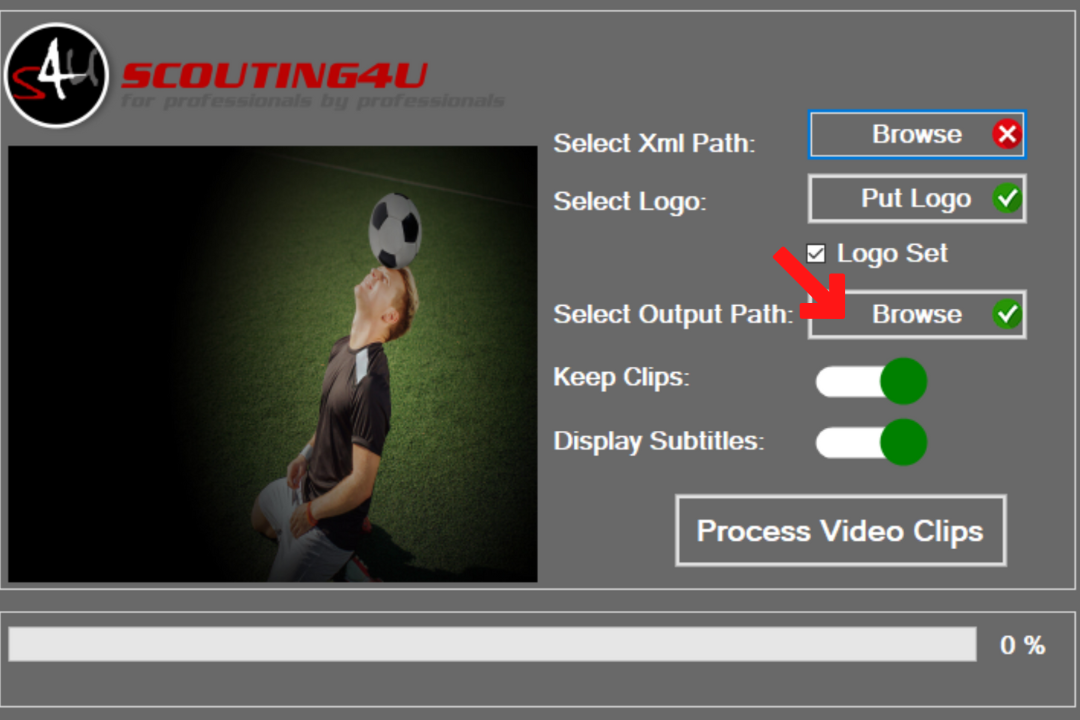 S4U
SCOUTING4U
for professionals by professionals
Select Xml Path:
Browse
Select Logo:
Put Logo
Logo Set
Select Output Path:
Browse
Keep Clips:
Display Subtitles:
Process Video Clips
0 %